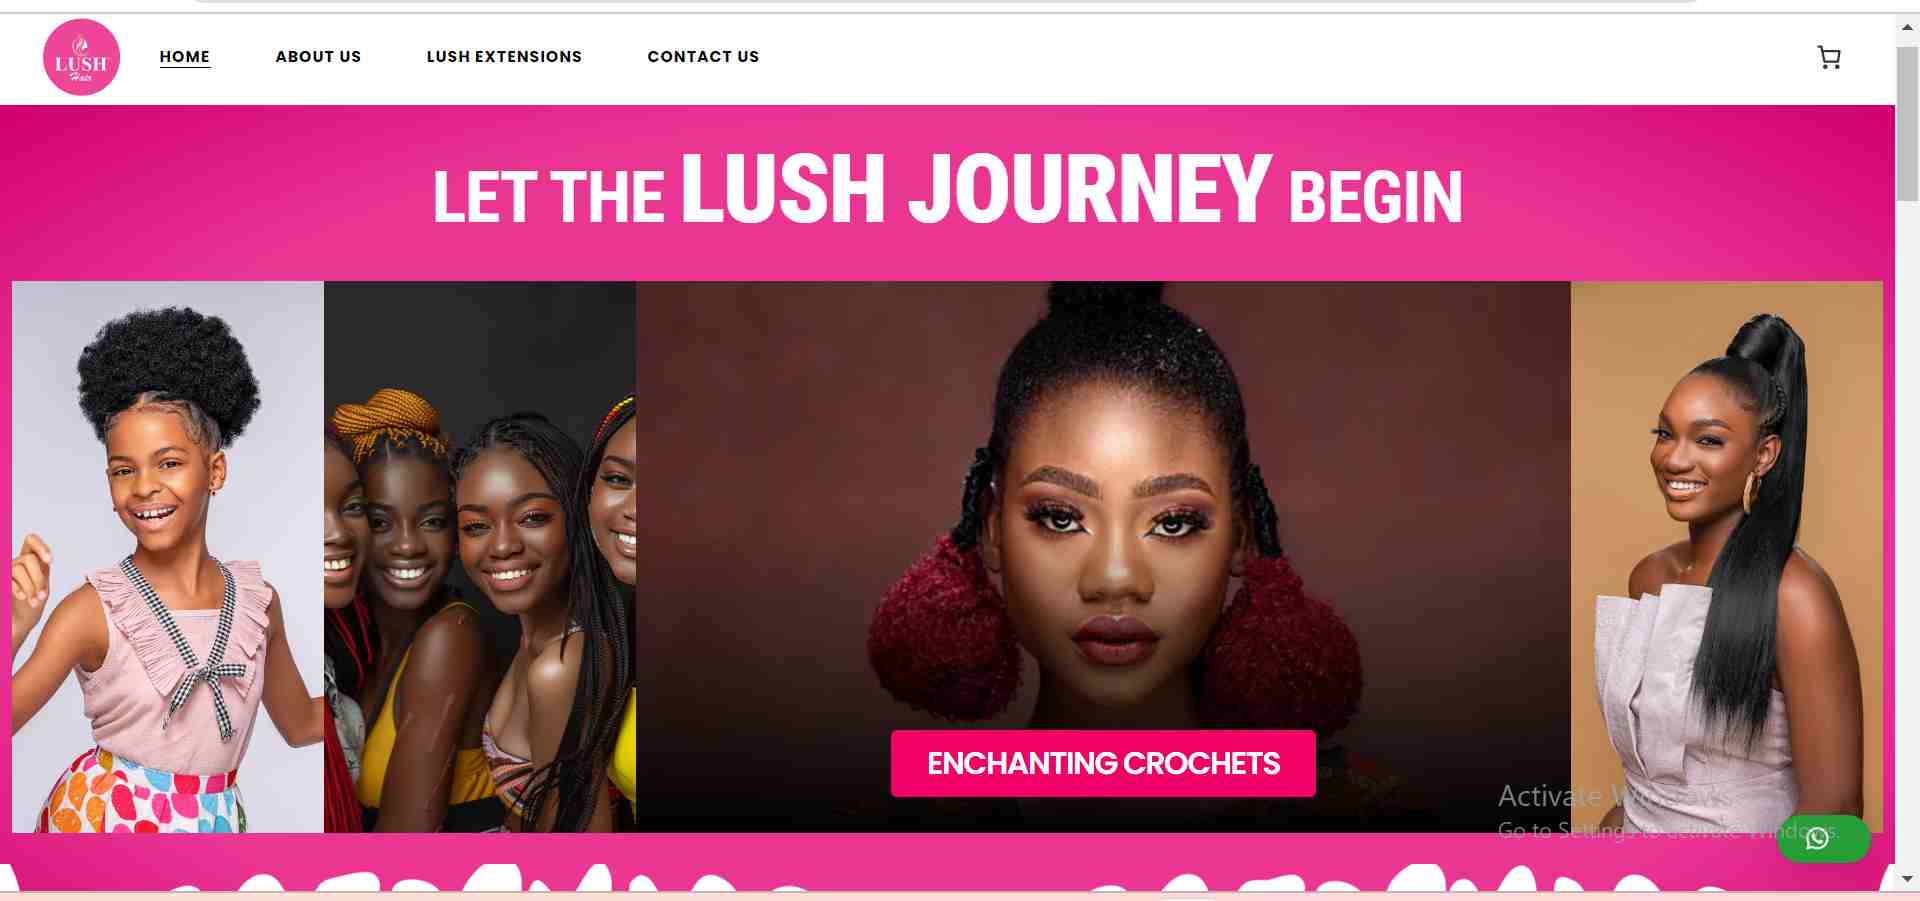 LUSH
Hair
HOME
ABOUT US
LUSH EXTENSIONS
CONTACT US
LET THE LUSH JOURNEY BEGIN
ENCHANTING CROCHETS
Activate Windows
Go to Settings to activate Windows.